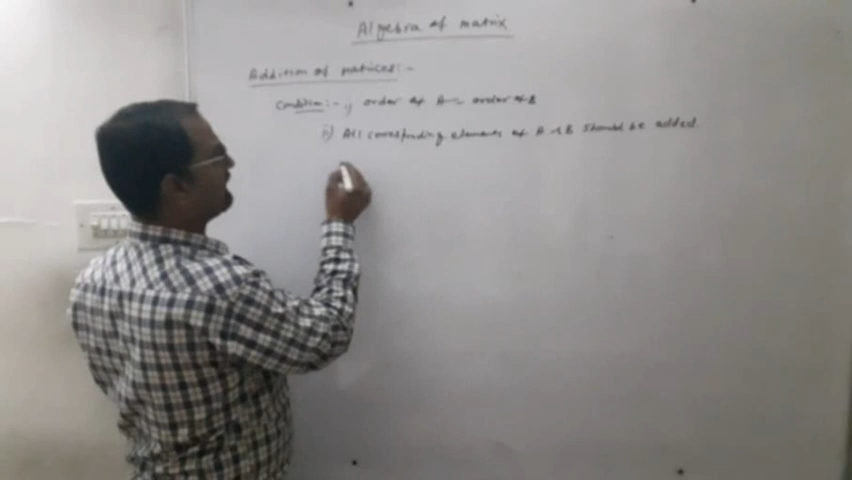 Algebra of matrix
Addition of matrices:-
Condition:- i, order of A = order of B
ii) All corresponding elements of A & B should be added.